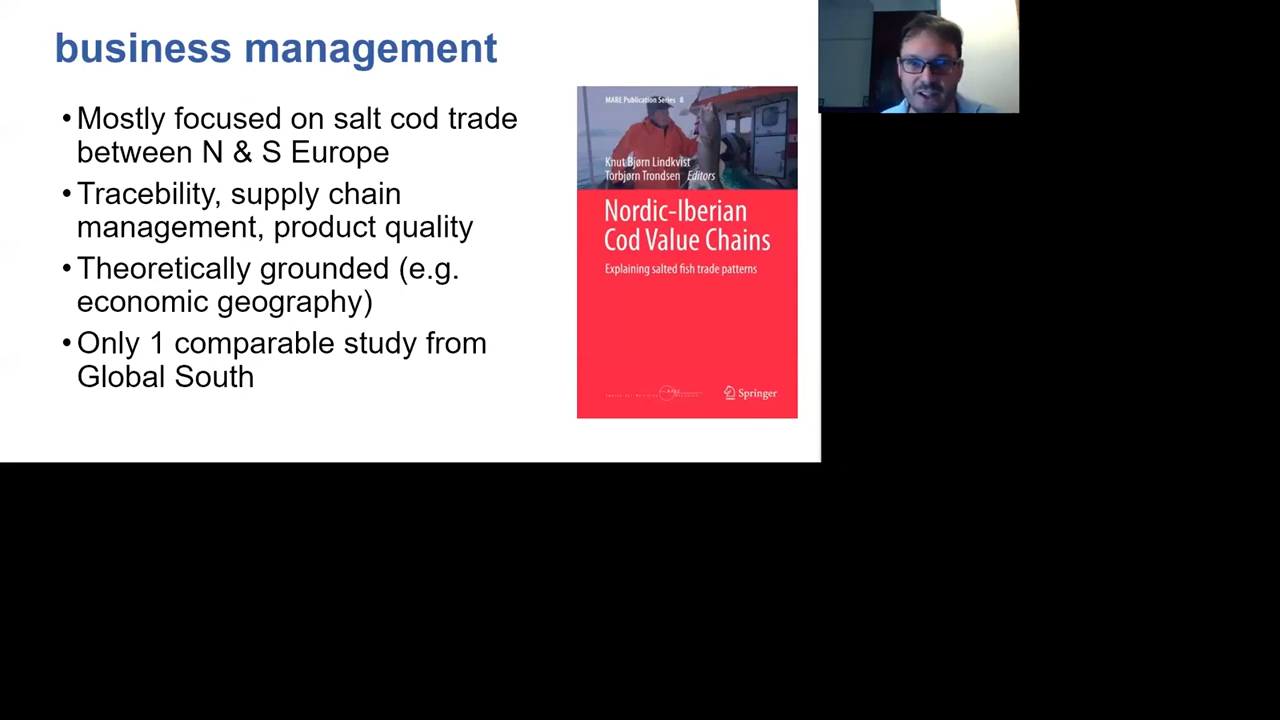 business management
• Mostly focused on salt cod trade
between N & S Europe
• Tracebility, supply chain
management, product quality
• Theoretically grounded (e.g.
economic geography)
• Only 1 comparable study from
Global South
MARE Publication Series 8
Knut Bjørn Lindkvist
Torbjørn Trondsen Editors
Nordic-Iberian
Cod Value Chains
Explaining salted fish trade patterns
Springer